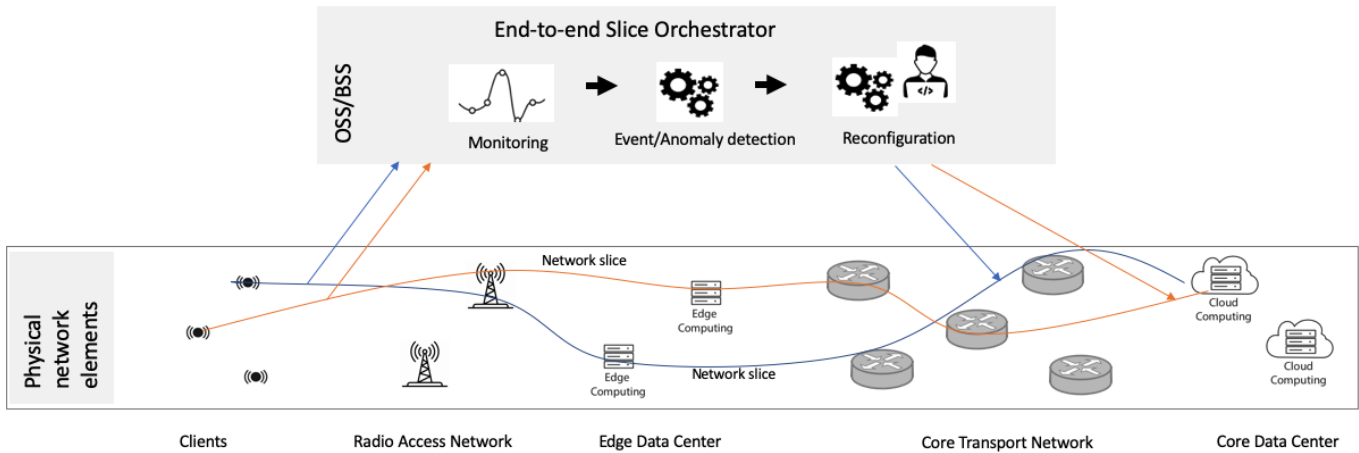 End-to-end Slice Orchestrator
OSS/BSS
</>
Monitoring
Event/Anomaly detection
Reconfiguration
Physical
network
elements
Network slice
Edge
Computing
Edge
Computing
Network slice
Cloud
Computing
Cloud
Computing
Clients
Radio Access Network
Edge Data Center
Core Transport Network
Core Data Center